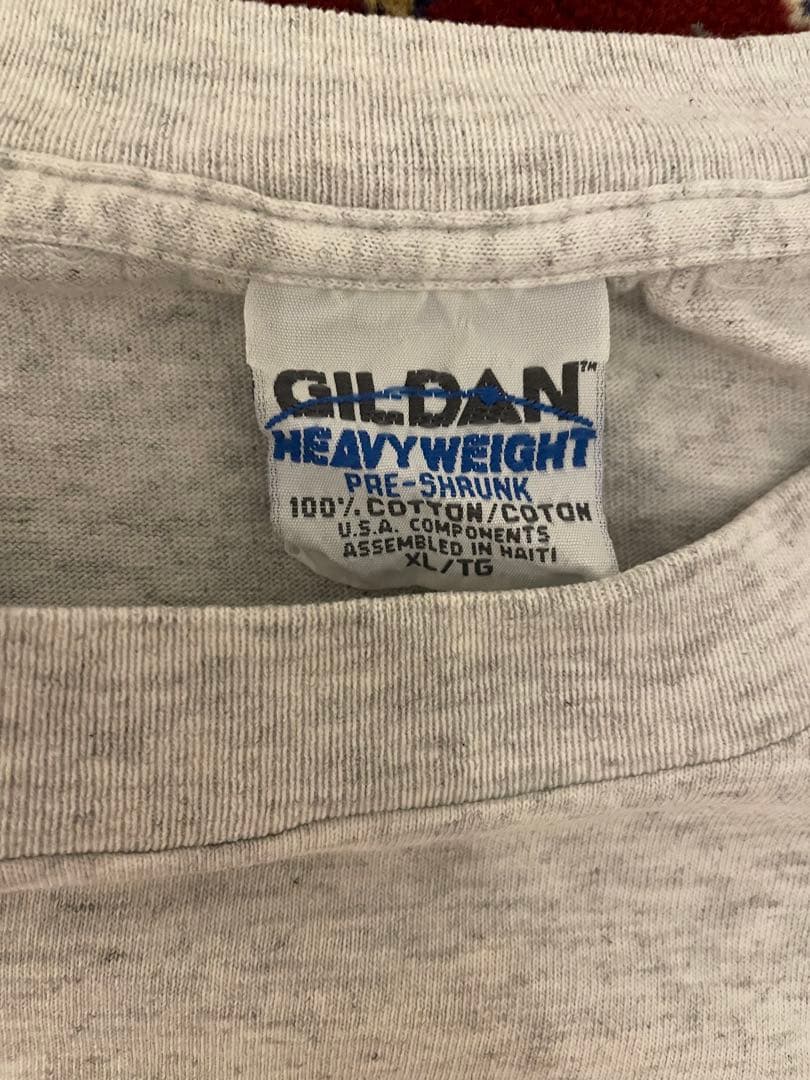 GILDAN™
HEAVYWEIGHT
PRE-SHRUNK
100% COTTON/COTON
U.S.A. COMPONENTS
ASSEMBLED IN HAITI
XL/TG